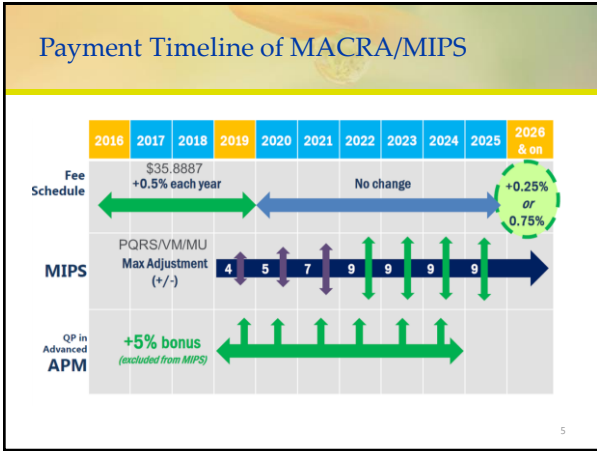 Payment Timeline of MACRA/MIPS
2016 2017 2018 2019 2020 2021 2022 2023 2024 2025 2026
& on
Fee
Schedule
$35.8887
+0.5% each year
No change
+0.25%
or
0.75%
MIPS
PQRS/VM/MU
Max Adjustment
(+/-)
4 5 7 9 9 9 9
QP in
Advanced
APM
+5% bonus
(excluded from MIPS)
5